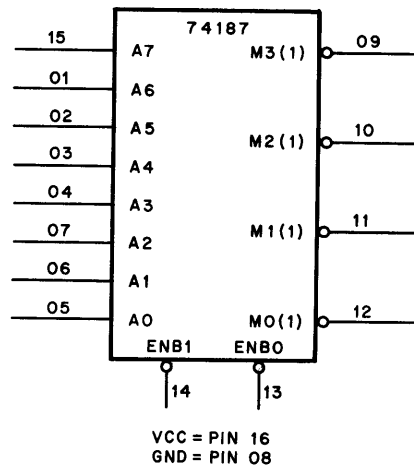 74187
15 A7 M3(1) 09
01 A6
02 A5 M2(1) 10
03 A4
04 A3 M1(1) 11
07 A2
06 A1
05 A0 M0(1) 12
ENB1 ENB0
14 13
VCC = PIN 16
GND = PIN 08